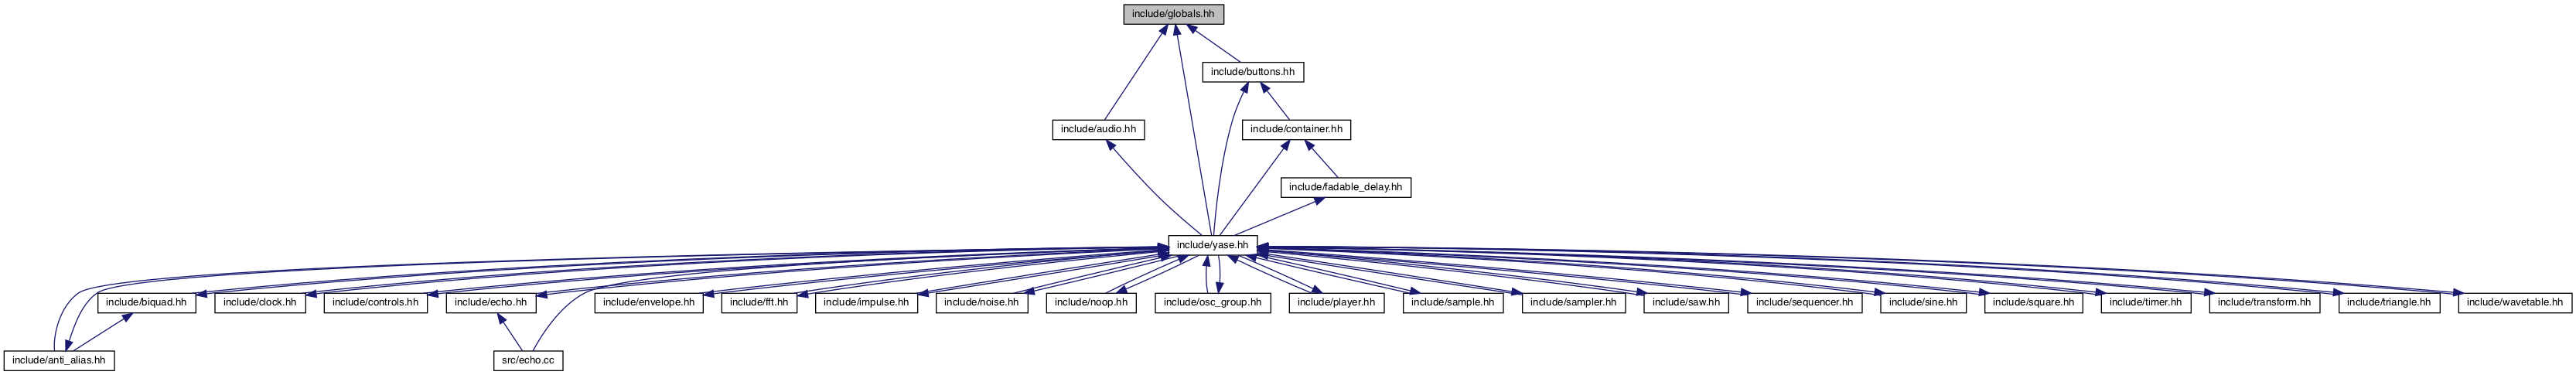 include/globals.hh
include/buttons.hh
include/audio.hh
include/container.hh
include/fadable_delay.hh
include/yase.hh
include/biquad.hh
include/clock.hh
include/controls.hh
include/echo.hh
include/envelope.hh
include/fft.hh
include/impulse.hh
include/noise.hh
include/noop.hh
include/osc_group.hh
include/player.hh
include/sample.hh
include/sampler.hh
include/saw.hh
include/sequencer.hh
include/sine.hh
include/square.hh
include/timer.hh
include/transform.hh
include/triangle.hh
include/wavetable.hh
include/anti_alias.hh
src/echo.cc